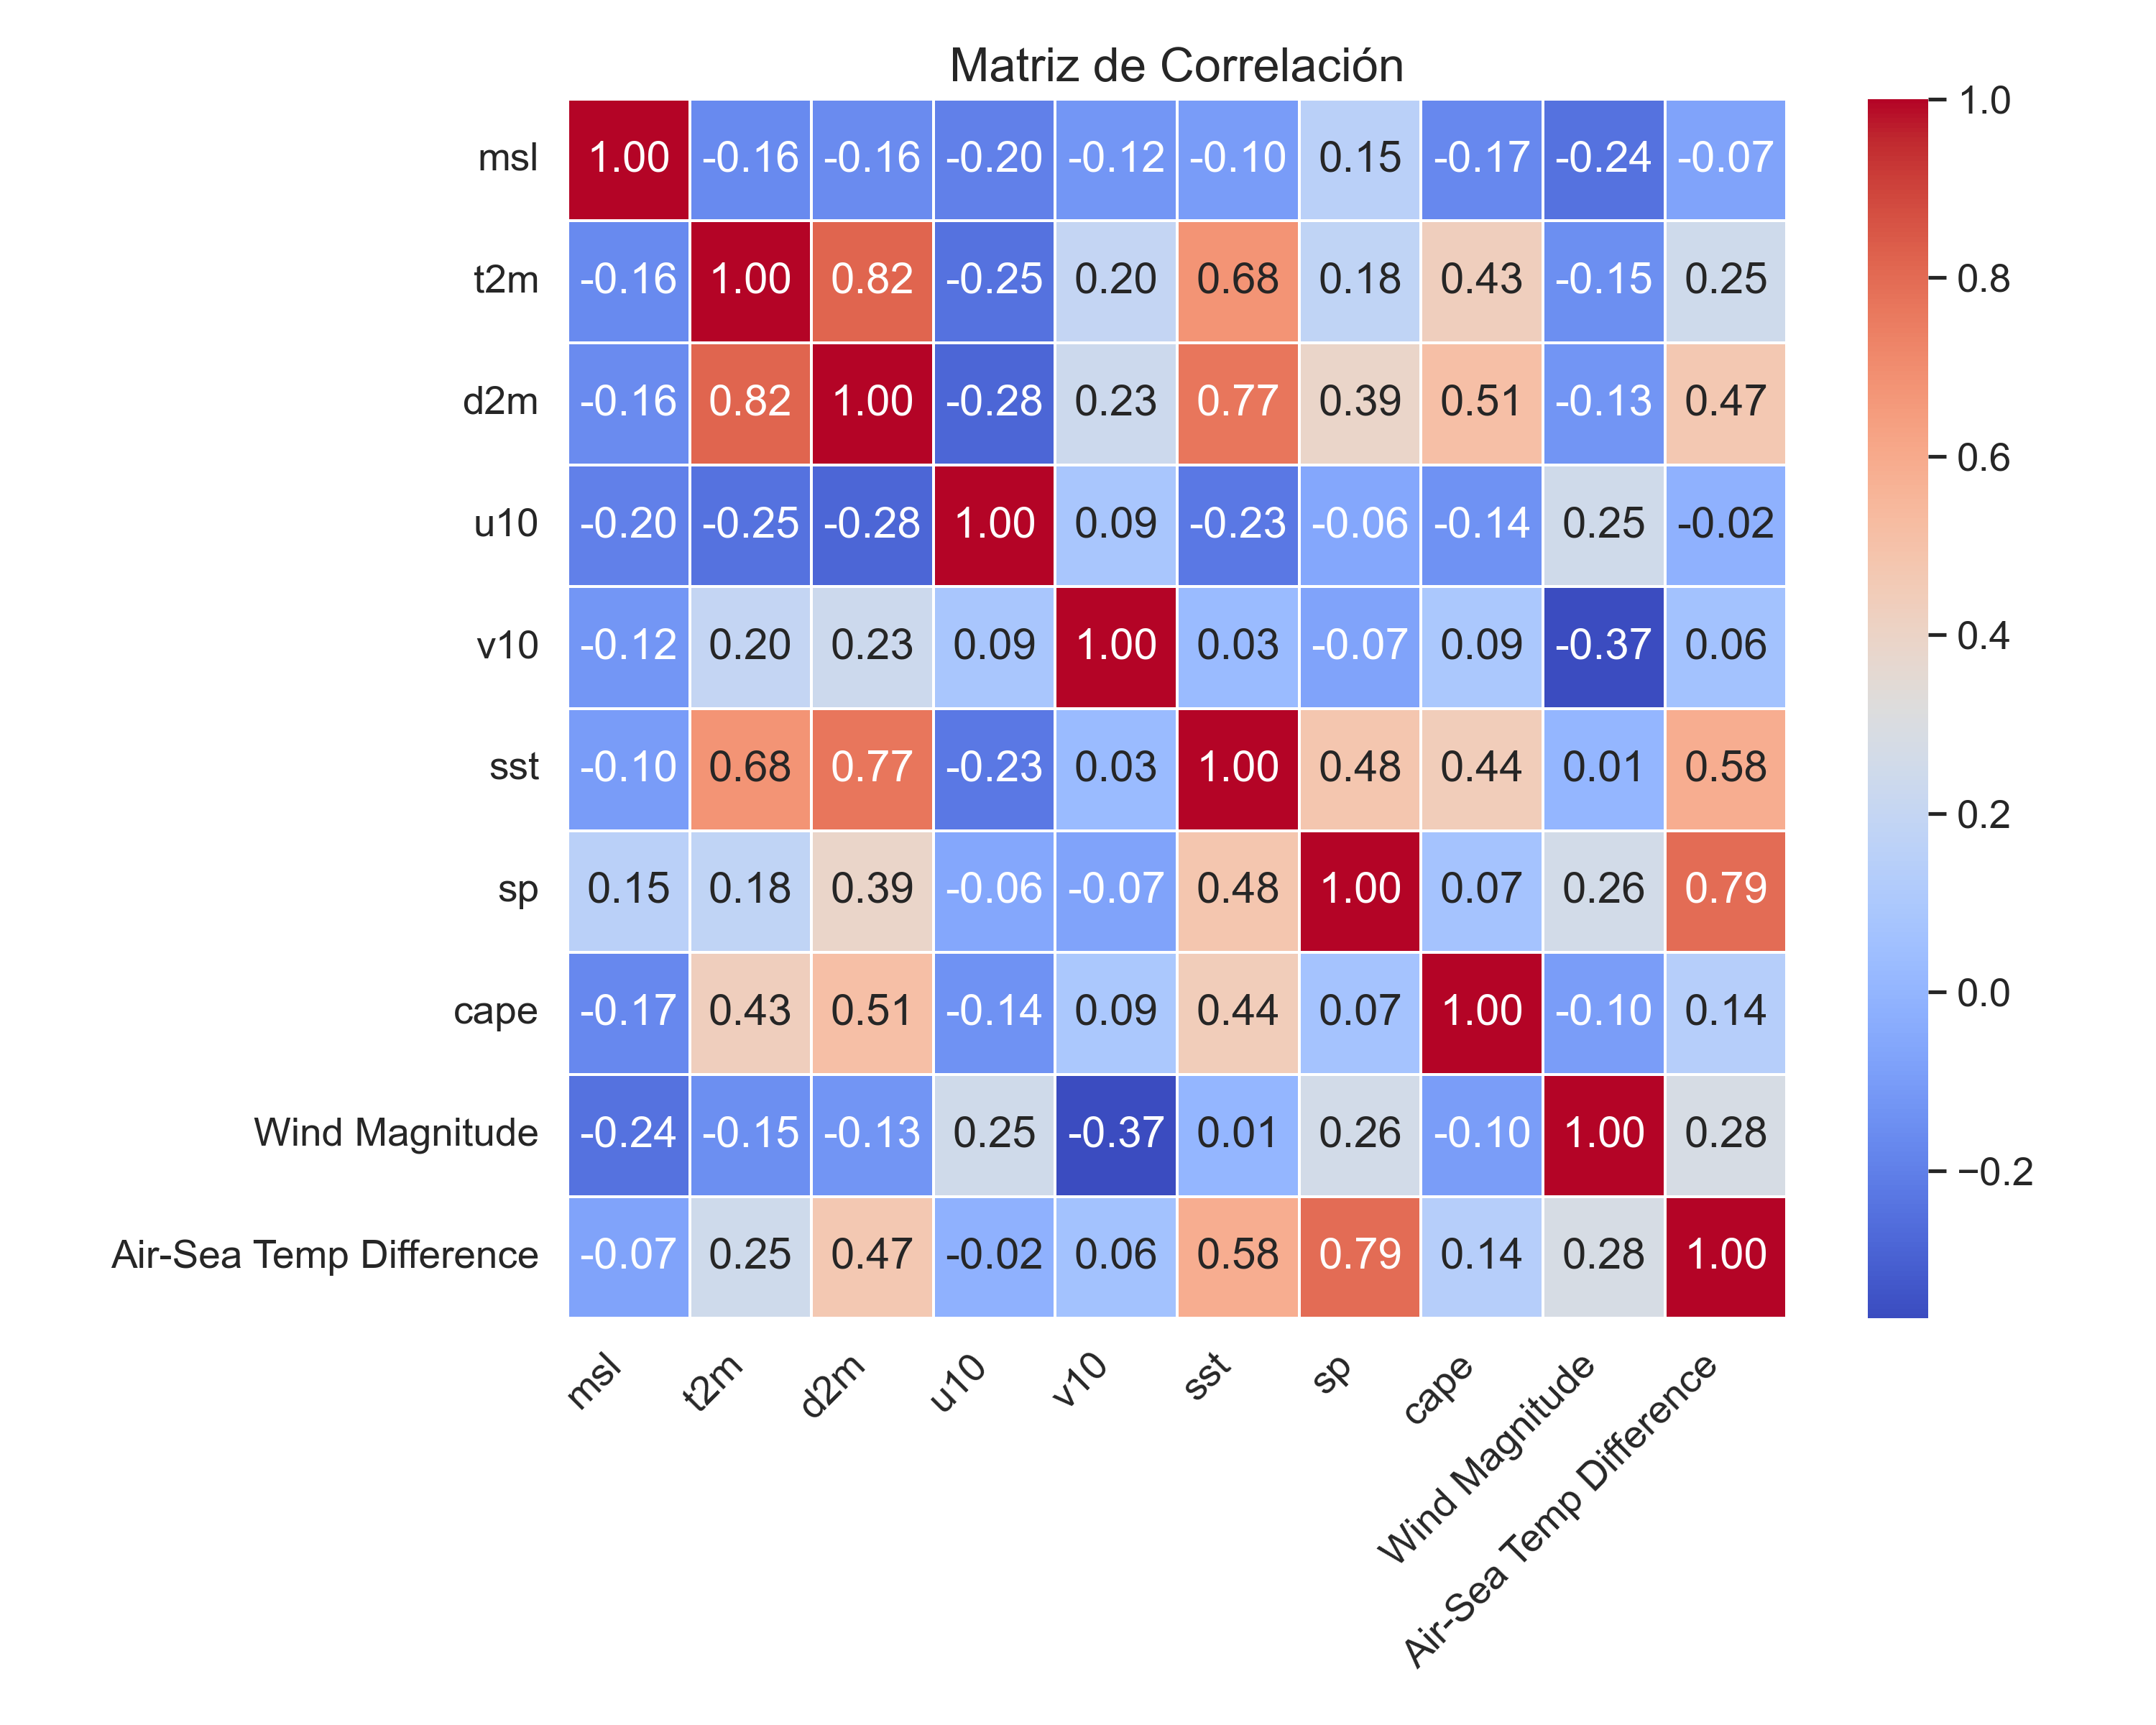 Matriz de Correlación
msl 1.00 -0.16 -0.16 -0.20 -0.12 -0.10 0.15 -0.17 -0.24 -0.07
t2m -0.16 1.00 0.82 -0.25 0.20 0.68 0.18 0.43 -0.15 0.25
d2m -0.16 0.82 1.00 -0.28 0.23 0.77 0.39 0.51 -0.13 0.47
u10 -0.20 -0.25 -0.28 1.00 0.09 -0.23 -0.06 -0.14 0.25 -0.02
v10 -0.12 0.20 0.23 0.09 1.00 0.03 -0.07 0.09 -0.37 0.06
sst -0.10 0.68 0.77 -0.23 0.03 1.00 0.48 0.44 0.01 0.58
sp 0.15 0.18 0.39 -0.06 -0.07 0.48 1.00 0.07 0.26 0.79
cape -0.17 0.43 0.51 -0.14 0.09 0.44 0.07 1.00 -0.10 0.14
Wind Magnitude -0.24 -0.15 -0.13 0.25 -0.37 0.01 0.26 -0.10 1.00 0.28
Air-Sea Temp Difference -0.07 0.25 0.47 -0.02 0.06 0.58 0.79 0.14 0.28 1.00
msl t2m d2m u10 v10 sst sp cape Wind Magnitude Air-Sea Temp Difference
1.0
0.8
0.6
0.4
0.2
0.0
−0.2